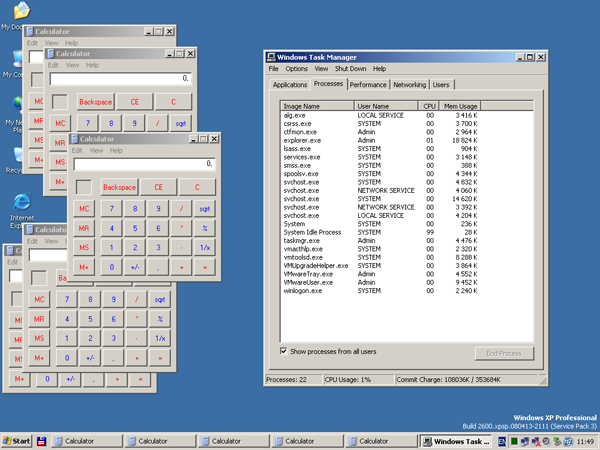 My Doc
My Co
My Net
Pla
Recyc
Internet
Exp
Calculator
Edit View Help
MC
MR
MS
M+
Calculator
Edit View Help
0,
Backspace CE C
MC 7 8 9 / sqrt
Calculator
Edit View Help
0,
Backspace CE C
MC 7 8 9 / sqrt
MR 4 5 6 * %
MS 1 2 3 - 1/x
M+ 0 +/- , + =
Calculator
Edit View
MC 7 8 9 / sqrt
MR 4 5 6 * %
MS 1 2 3 - 1/x
M+ 0 +/- , + =
Calculator
Edit
0 +/- , + =
Windows Task Manager
File Options View Shut Down Help
Applications Processes Performance Networking Users
Image Name User Name CPU Mem Usage
alg.exe LOCAL SERVICE 00 3 416 K
csrss.exe SYSTEM 00 3 700 K
ctfmon.exe Admin 00 2 964 K
explorer.exe Admin 01 18 824 K
lsass.exe SYSTEM 00 904 K
services.exe SYSTEM 00 3 148 K
smss.exe SYSTEM 00 388 K
spoolsv.exe SYSTEM 00 4 344 K
svchost.exe SYSTEM 00 4 832 K
svchost.exe NETWORK SERVICE 00 4 060 K
svchost.exe SYSTEM 00 14 620 K
svchost.exe NETWORK SERVICE 00 3 392 K
svchost.exe LOCAL SERVICE 00 4 204 K
System SYSTEM 00 236 K
System Idle Process SYSTEM 99 28 K
taskmgr.exe Admin 00 4 476 K
vmacthlp.exe SYSTEM 00 2 320 K
vmtoolsd.exe SYSTEM 00 8 288 K
VMUpgradeHelper.exe SYSTEM 00 3 864 K
VMwareTray.exe Admin 00 4 552 K
VMwareUser.exe Admin 00 9 452 K
winlogon.exe SYSTEM 00 2 240 K
Show processes from all users
End Process
Processes: 22 CPU Usage: 1% Commit Charge: 108036K / 353684K
Windows XP Professional
Build 2600.xpsp.080413-2111 (Service Pack 3)
Start Calculator Calculator Calculator Calculator Calculator Windows Task ... EN 11:49